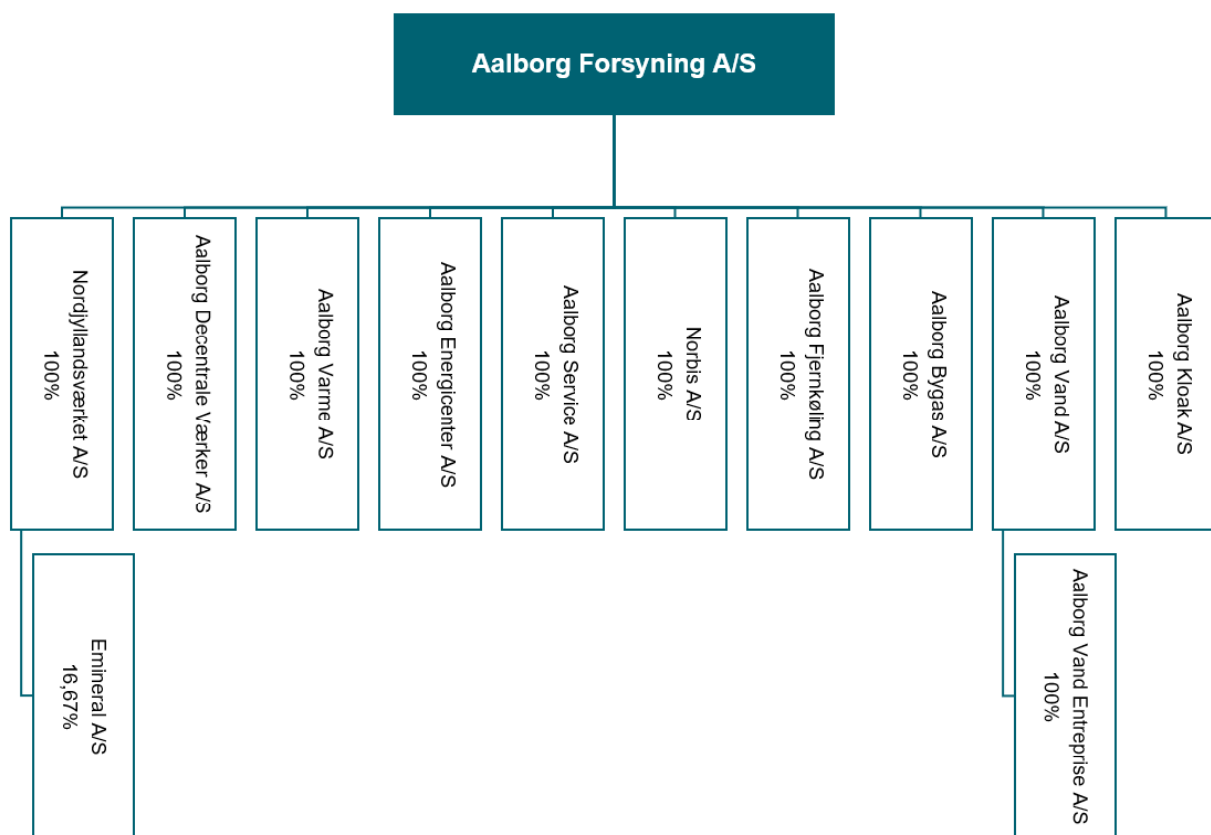 Aalborg Forsyning A/S
Nordjyllandsværket A/S
100%
Aalborg Decentrale Værker A/S
100%
Aalborg Varme A/S
100%
Aalborg Energicenter A/S
100%
Aalborg Service A/S
100%
Norbis A/S
100%
Aalborg Fjernkøling A/S
100%
Aalborg Bygas A/S
100%
Aalborg Vand A/S
100%
Aalborg Kloak A/S
100%
Emineral A/S
16,67%
Aalborg Vand Entreprise A/S
100%